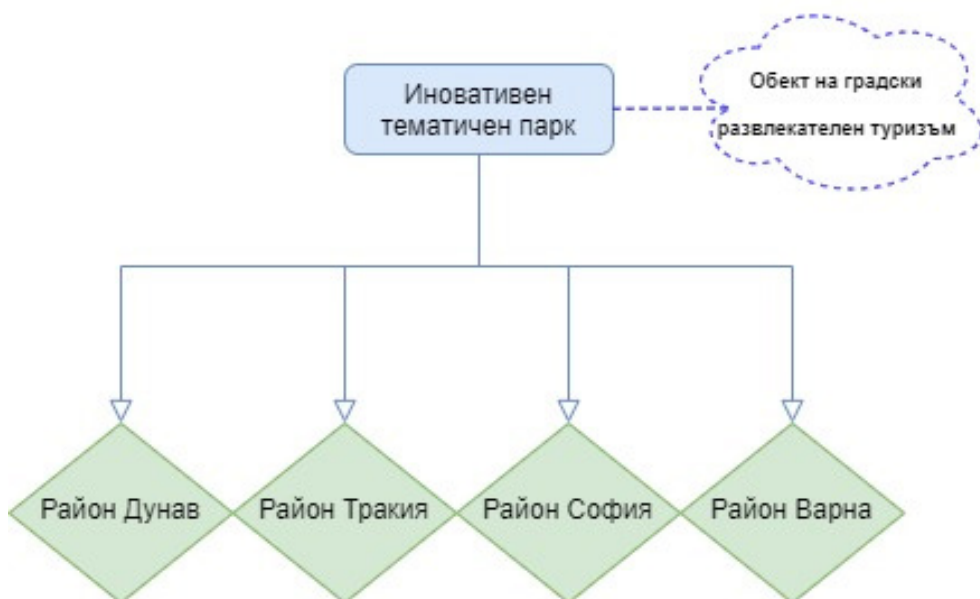 Иновативен
тематичен парк
Обект на градски
развлекателен туризъм
Район Дунав
Район Тракия
Район София
Район Варна